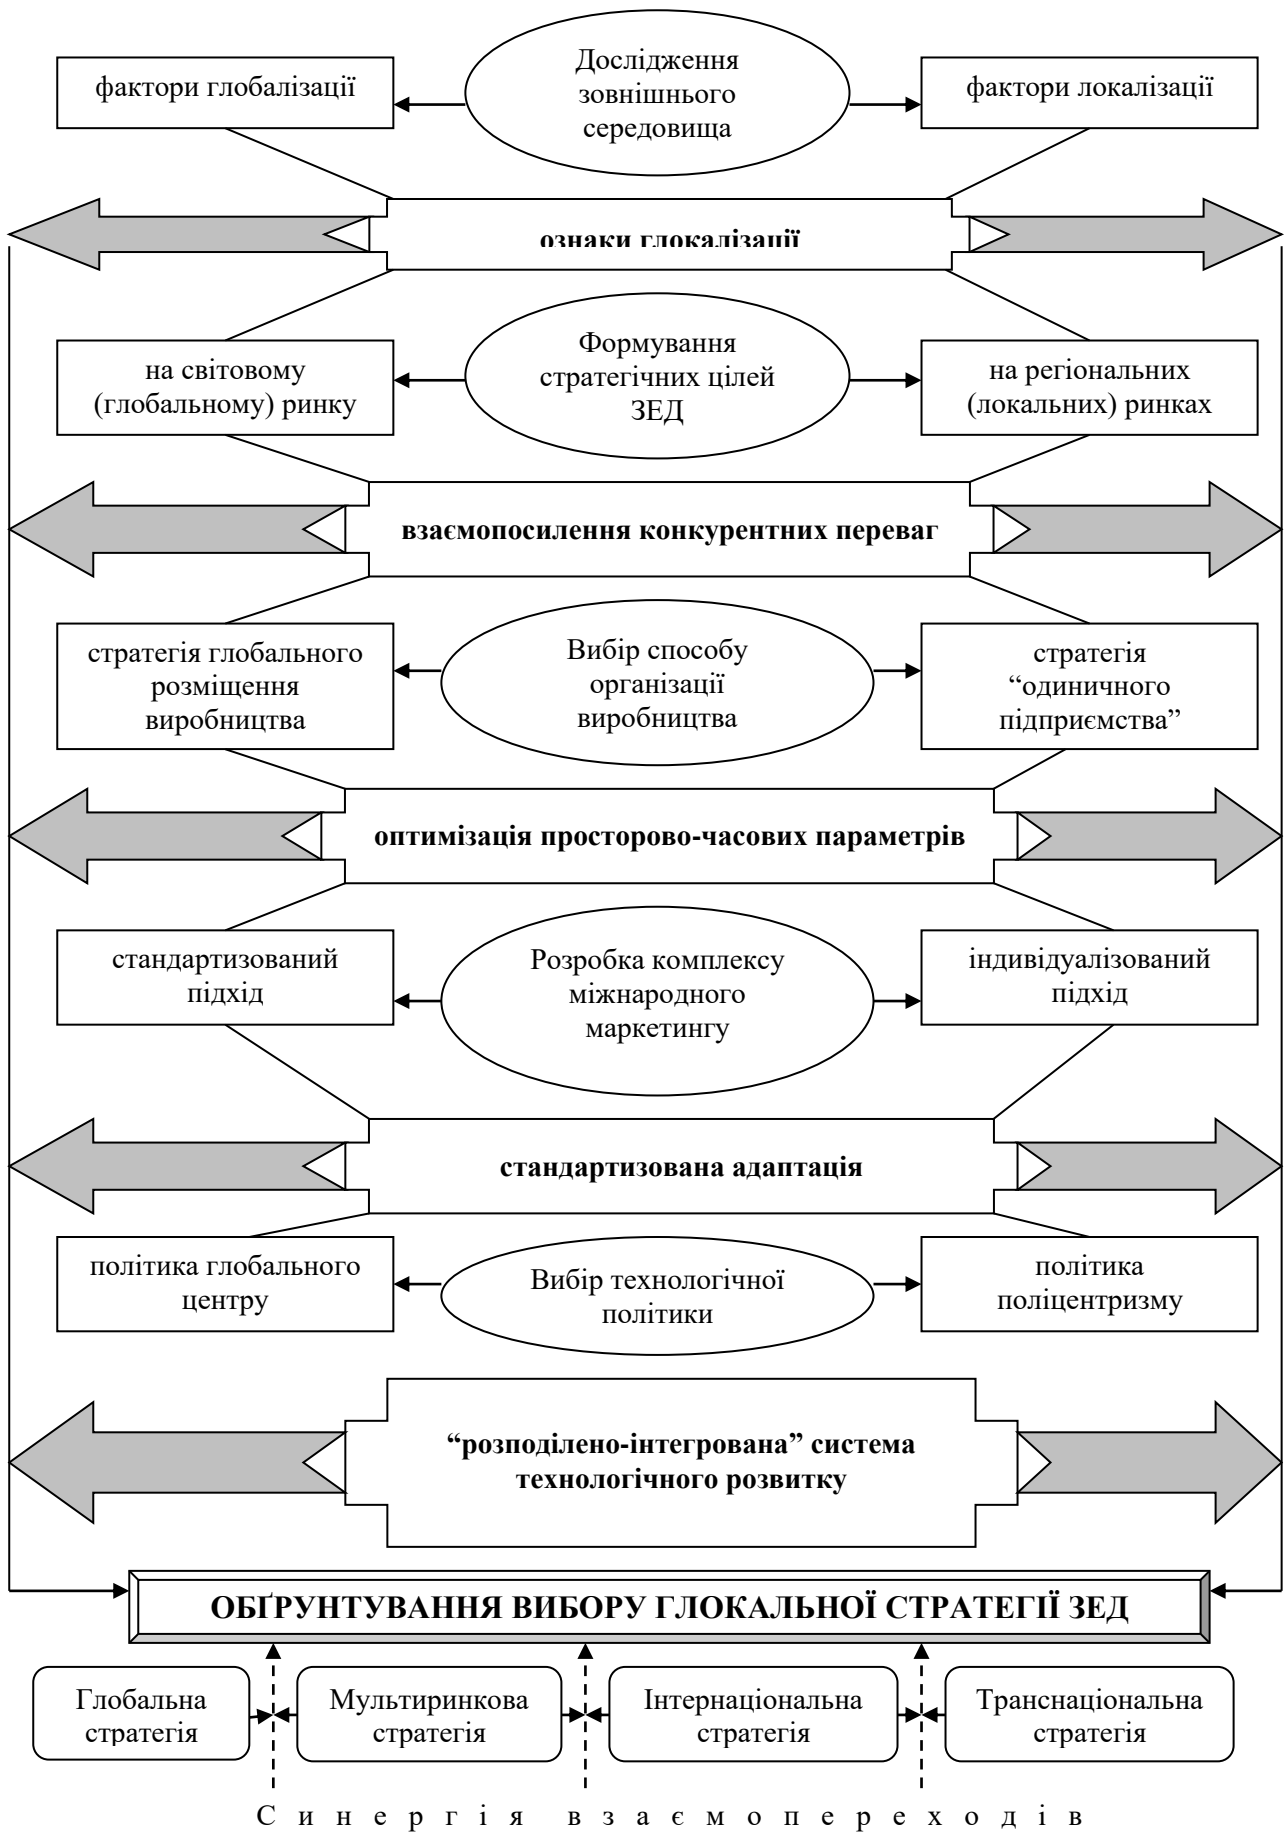 Дослідження
зовнішнього
середовища
фактори глобалізації
фактори локалізації
ознаки глокалізації
Формування
стратегічних цілей
ЗЕД
на світовому
(глобальному) ринку
на регіональних
(локальних) ринках
взаємопосилення конкурентних переваг
стратегія глобального
розміщення
виробництва
Вибір способу
організації
виробництва
стратегія
“одиничного
підприємства”
оптимізація просторово-часових параметрів
стандартизований
підхід
Розробка комплексу
міжнародного
маркетингу
індивідуалізований
підхід
стандартизована адаптація
політика глобального
центру
Вибір технологічної
політики
політика
поліцентризму
“розподілено-інтегрована” система
технологічного розвитку
ОБҐРУНТУВАННЯ ВИБОРУ ГЛОКАЛЬНОЇ СТРАТЕГІЇ ЗЕД
Глобальна
стратегія
Мультиринкова
стратегія
Інтернаціональна
стратегія
Транснаціональна
стратегія
Синергія взаємопереходів